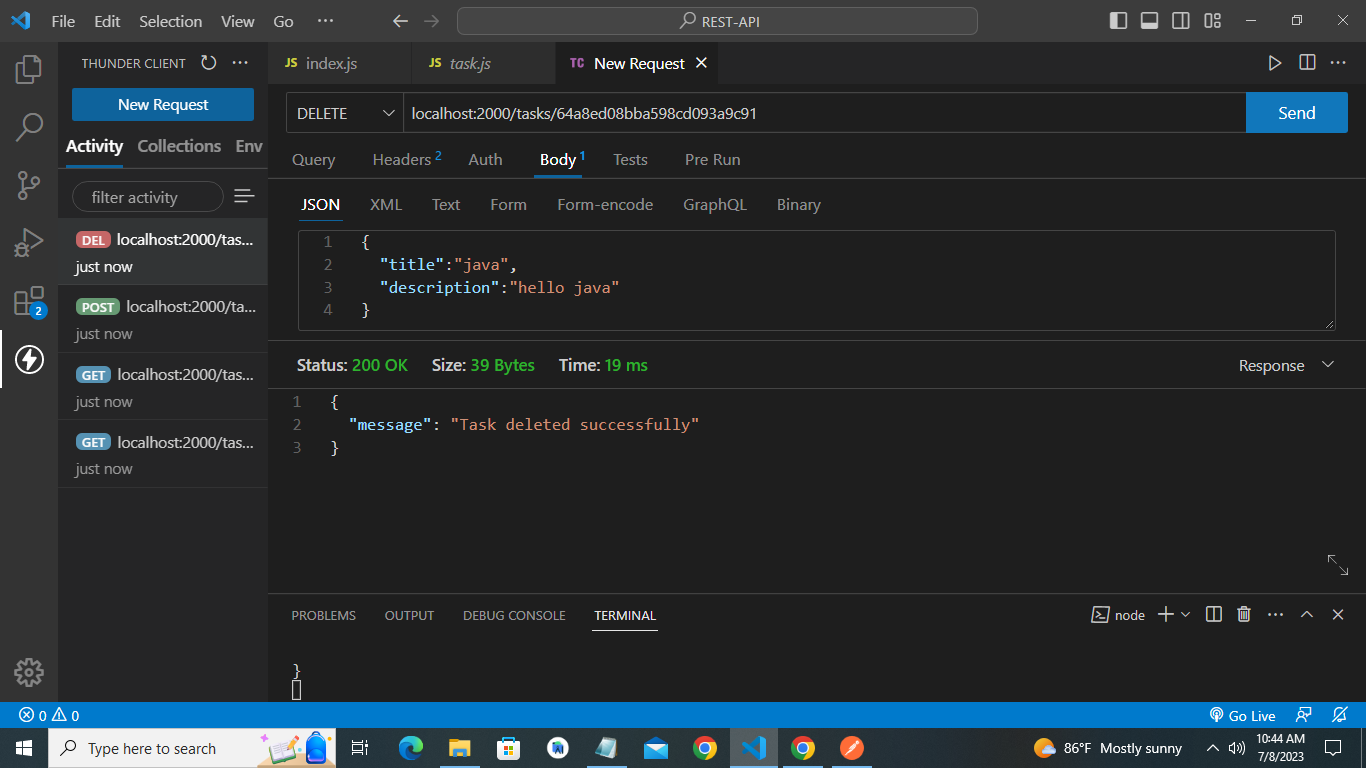 File Edit Selection View Go ··· REST-API
THUNDER CLIENT ···
New Request
Activity Collections Env
filter activity
DEL localhost:2000/tas...
just now
POST localhost:2000/ta...
just now
GET localhost:2000/tas...
just now
GET localhost:2000/tas...
just now
2
JS index.js JS task.js TC New Request
DELETE localhost:2000/tasks/64a8ed08bba598cd093a9c91 Send
Query Headers 2 Auth Body 1 Tests Pre Run
JSON XML Text Form Form-encode GraphQL Binary
1 {
2 "title":"java",
3 "description":"hello java"
4 }
Status: 200 OK Size: 39 Bytes Time: 19 ms Response
1 {
2 "message": "Task deleted successfully"
3 }
PROBLEMS OUTPUT DEBUG CONSOLE TERMINAL node
}
0 0 Go Live
Type here to search 86°F Mostly sunny 10:44 AM
7/8/2023